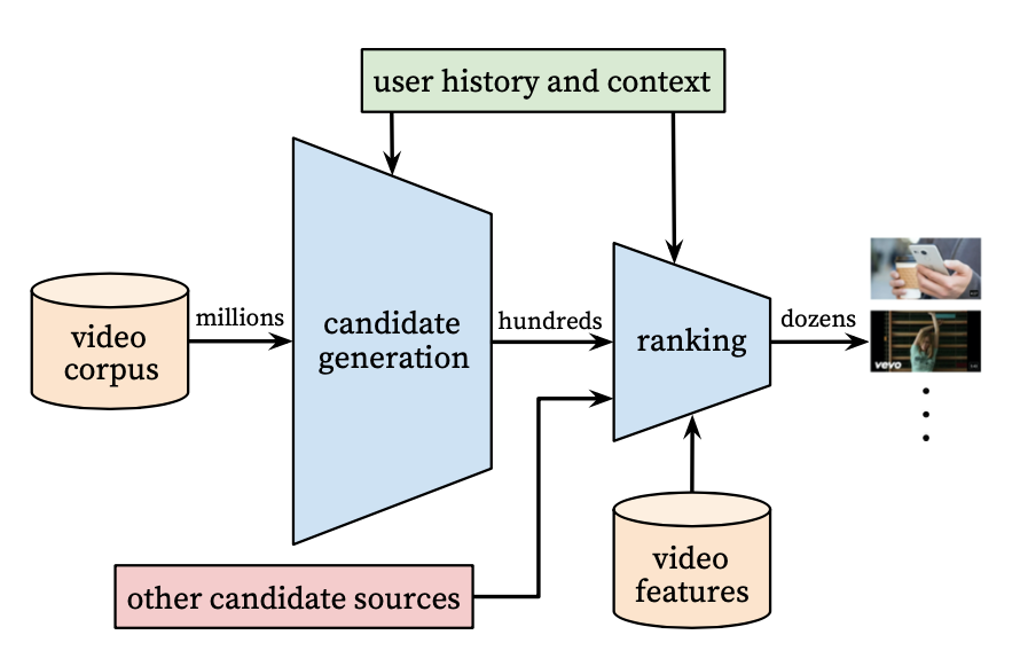 user history and context
millions
video
corpus
candidate
generation
hundreds
ranking
dozens
vevo
other candidate sources
video
features